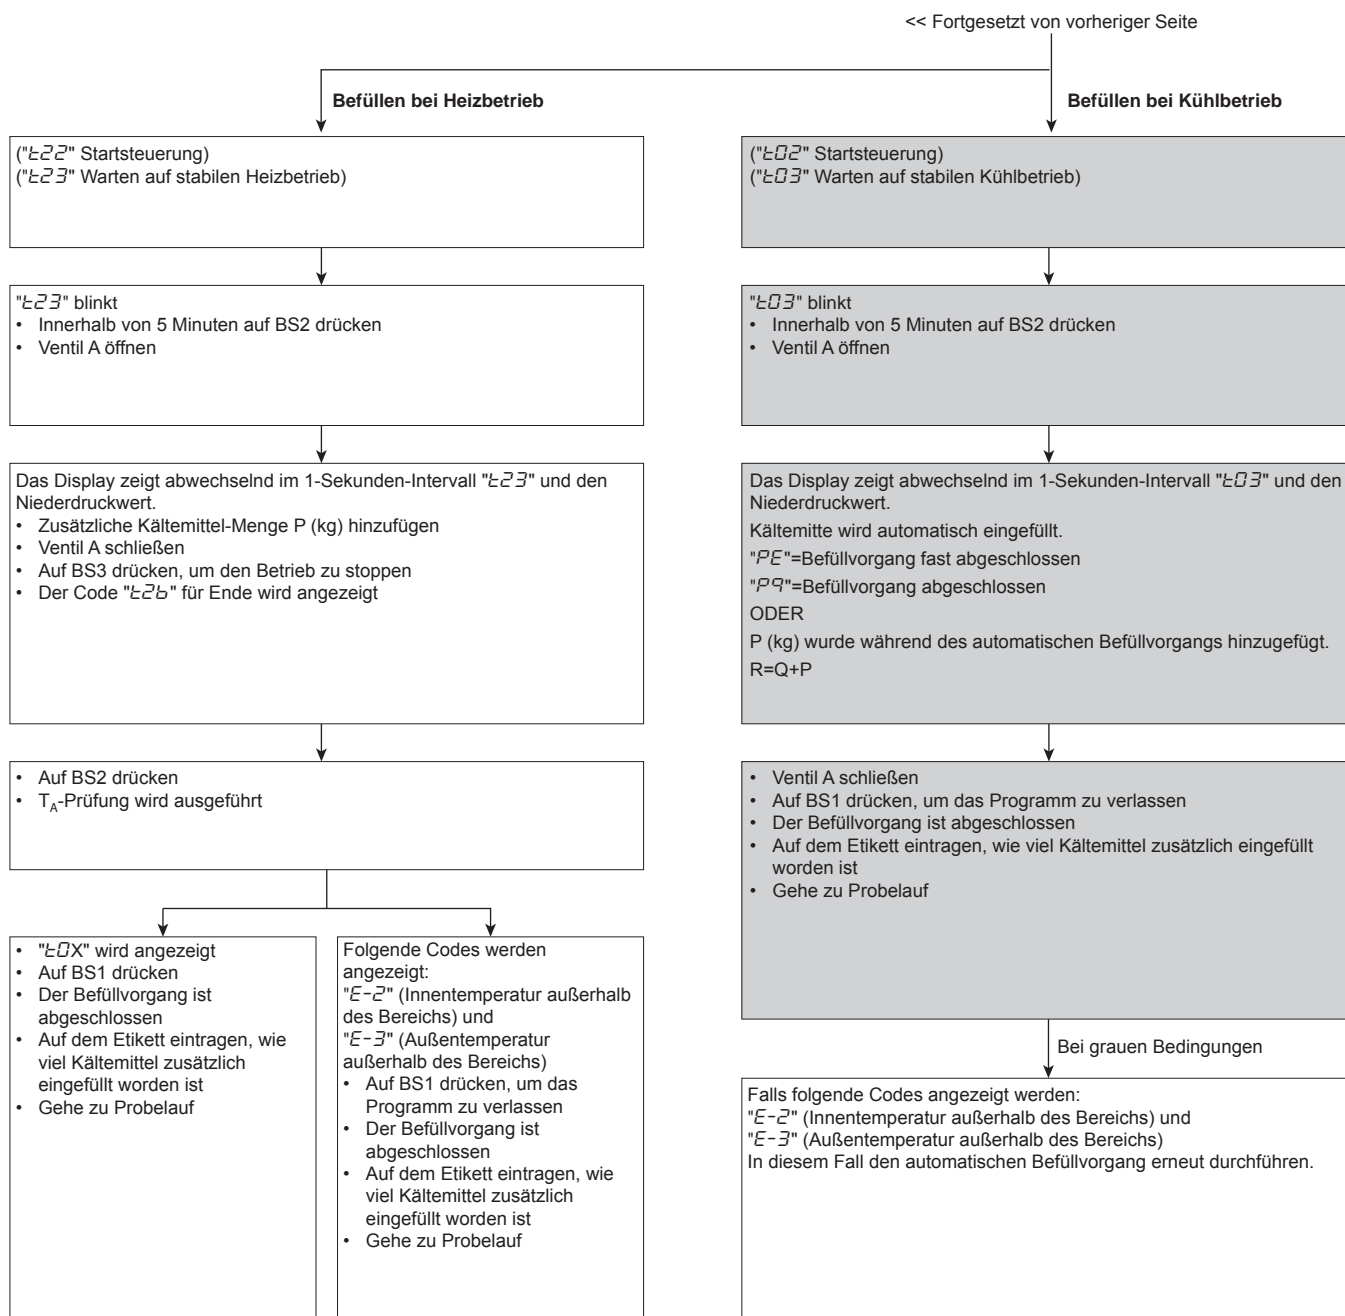 << Fortgesetzt von vorheriger Seite
Befüllen bei Heizbetrieb
("t22" Startsteuerung)
("t23" Warten auf stabilen Heizbetrieb)
"t23" blinkt
• Innerhalb von 5 Minuten auf BS2 drücken
• Ventil A öffnen
Das Display zeigt abwechselnd im 1-Sekunden-Intervall "t23" und den
Niederdruckwert.
• Zusätzliche Kältemittel-Menge P (kg) hinzufügen
• Ventil A schließen
• Auf BS3 drücken, um den Betrieb zu stoppen
• Der Code "t2b" für Ende wird angezeigt
• Auf BS2 drücken
• TA-Prüfung wird ausgeführt
• "t0X" wird angezeigt
• Auf BS1 drücken
• Der Befüllvorgang ist
abgeschlossen
• Auf dem Etikett eintragen, wie
viel Kältemittel zusätzlich
eingefüllt worden ist
• Gehe zu Probelauf
Folgende Codes werden
angezeigt:
"E-2" (Innentemperatur außerhalb
des Bereichs) und
"E-3" (Außentemperatur
außerhalb des Bereichs)
• Auf BS1 drücken, um das
Programm zu verlassen
• Der Befüllvorgang ist
abgeschlossen
• Auf dem Etikett eintragen, wie
viel Kältemittel zusätzlich
eingefüllt worden ist
• Gehe zu Probelauf
Befüllen bei Kühlbetrieb
("t02" Startsteuerung)
("t03" Warten auf stabilen Kühlbetrieb)
"t03" blinkt
• Innerhalb von 5 Minuten auf BS2 drücken
• Ventil A öffnen
Das Display zeigt abwechselnd im 1-Sekunden-Intervall "t03" und den
Niederdruckwert.
Kältemitte wird automatisch eingefüllt.
"PE"=Befüllvorgang fast abgeschlossen
"P9"=Befüllvorgang abgeschlossen
ODER
P (kg) wurde während des automatischen Befüllvorgangs hinzugefügt.
R=Q+P
• Ventil A schließen
• Auf BS1 drücken, um das Programm zu verlassen
• Der Befüllvorgang ist abgeschlossen
• Auf dem Etikett eintragen, wie viel Kältemittel zusätzlich eingefüllt
worden ist
• Gehe zu Probelauf
Bei grauen Bedingungen
Falls folgende Codes angezeigt werden:
"E-2" (Innentemperatur außerhalb des Bereichs) und
"E-3" (Außentemperatur außerhalb des Bereichs)
In diesem Fall den automatischen Befüllvorgang erneut durchführen.